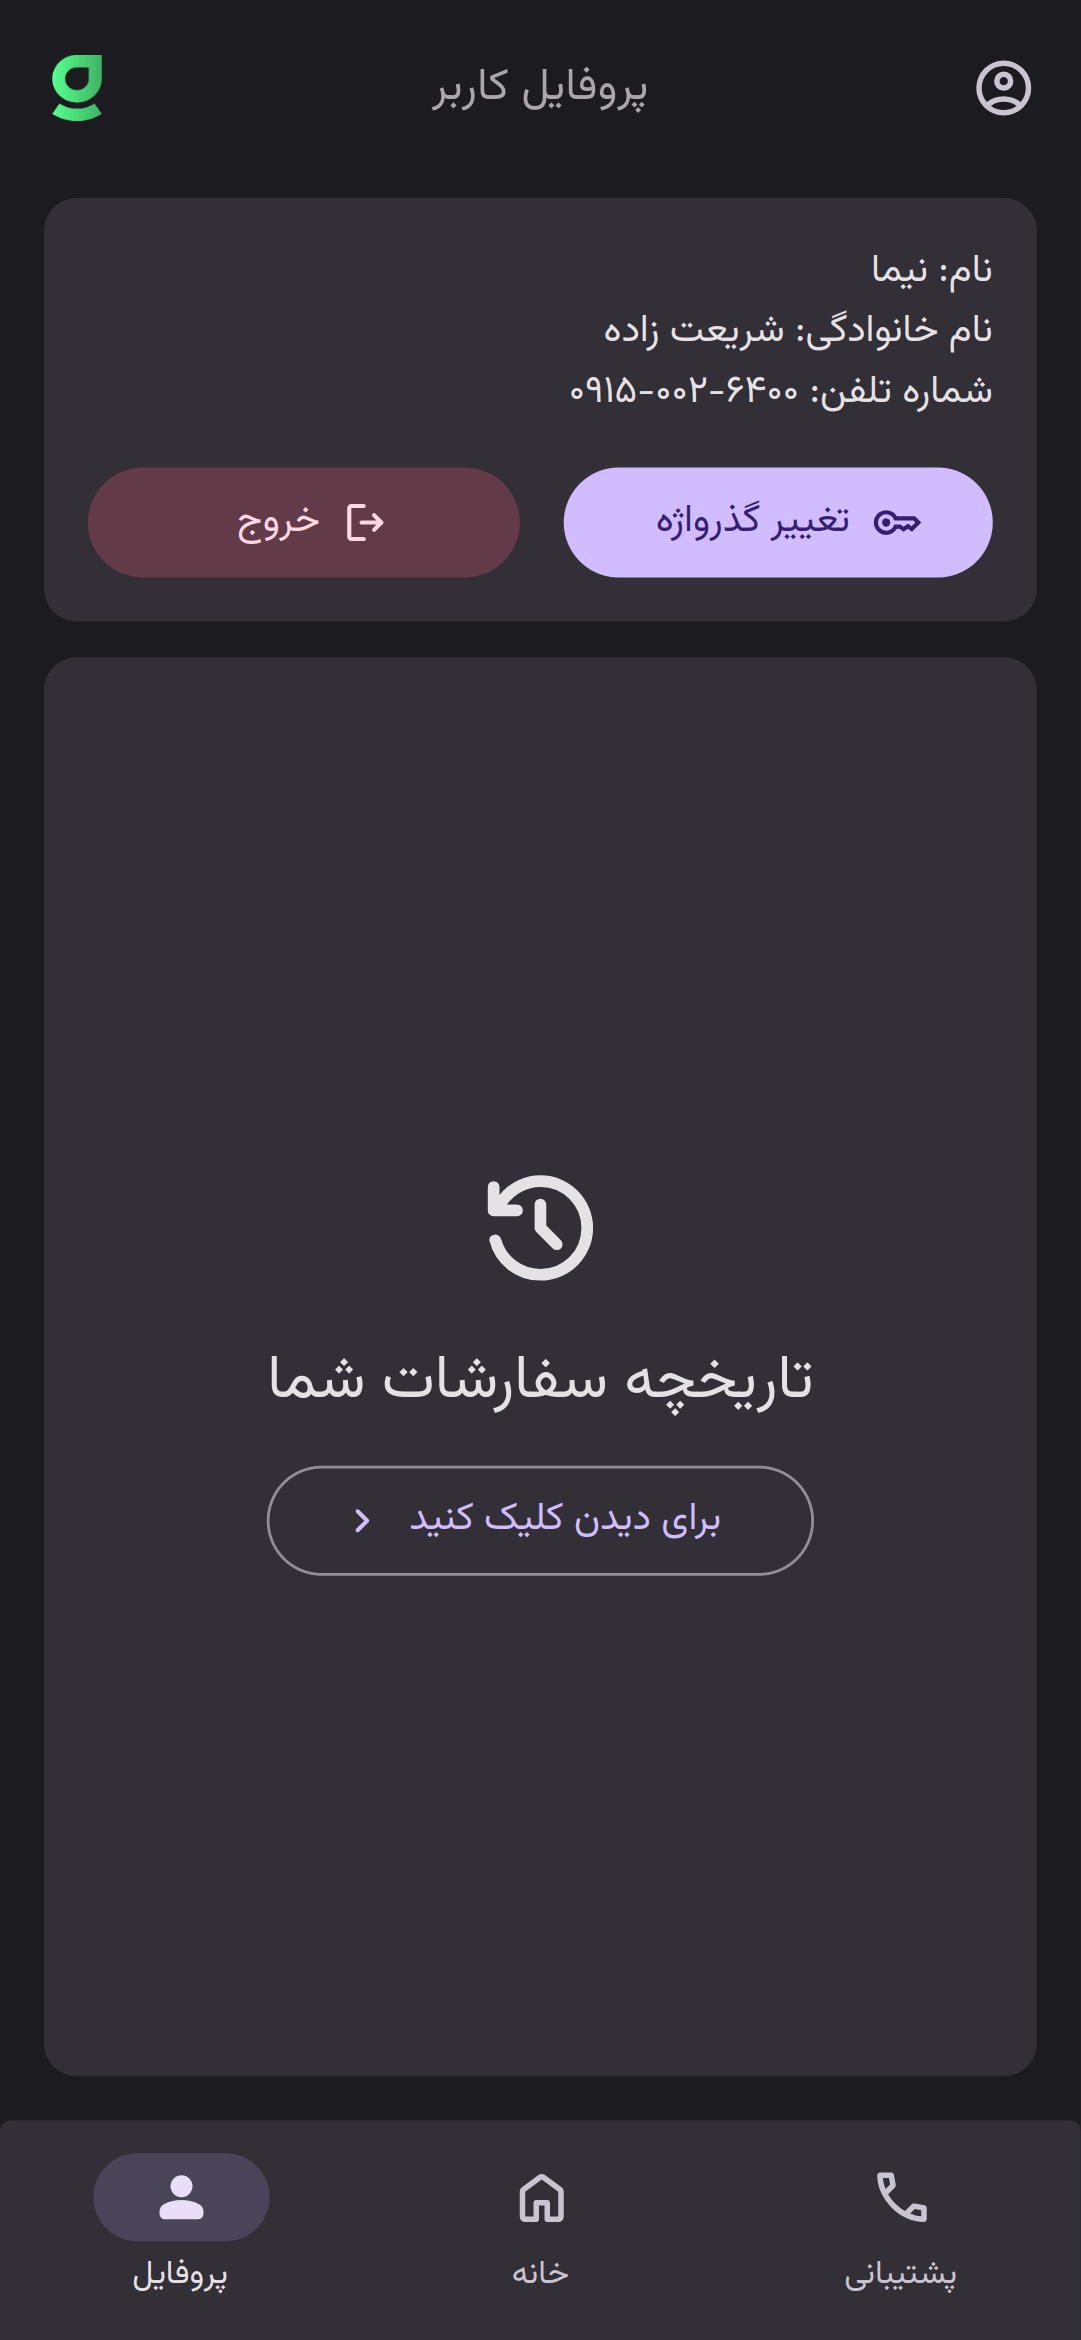 پروفایل کاربر
نام: نیما
نام خانوادگی: شریعت زاده
شماره تلفن: ۰۹۱۵-۰۰۲-۶۴۰۰
تغییر گذرواژه
خروج
تاریخچه سفارشات شما
برای دیدن کلیک کنید
پشتیبانی
خانه
پروفایل